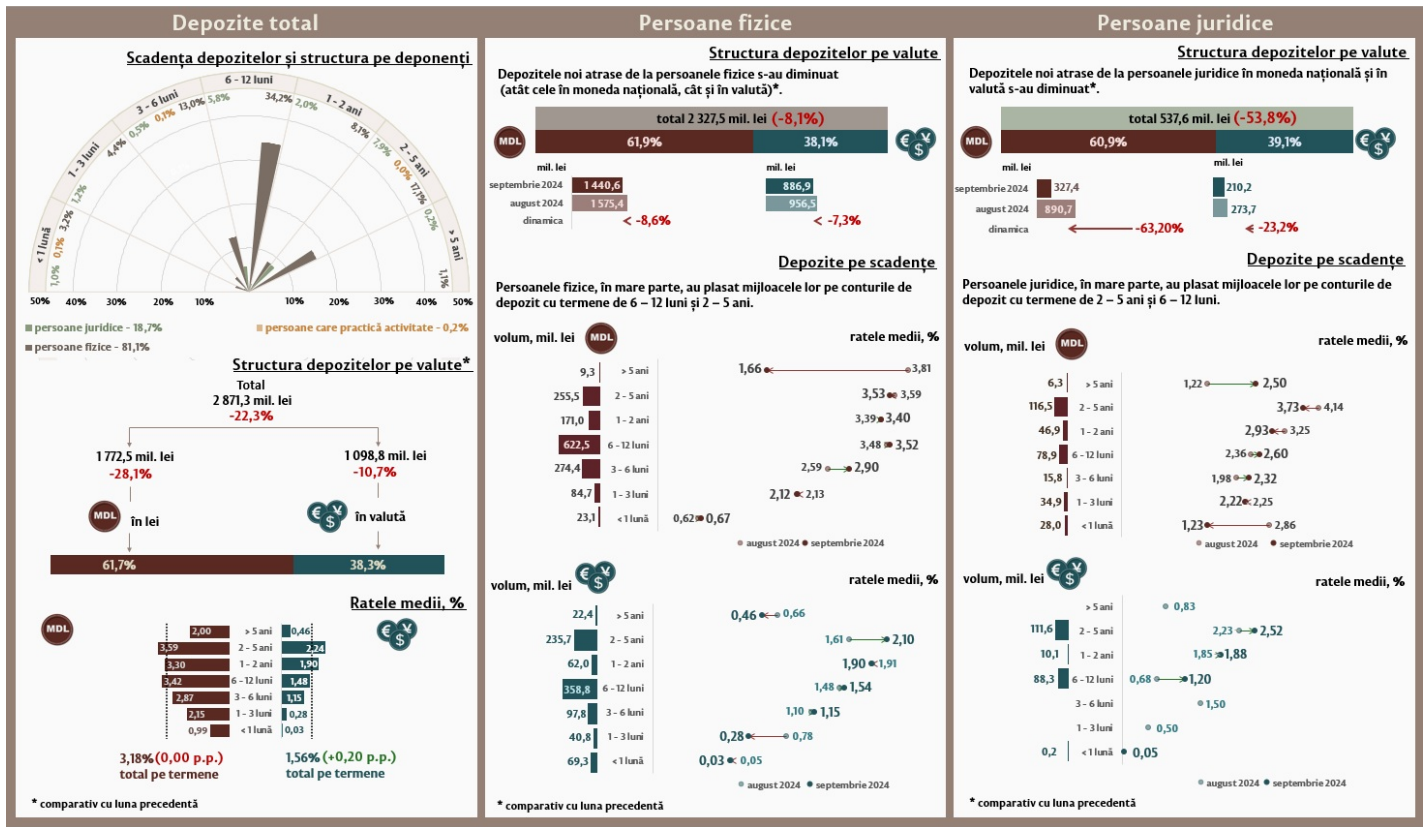 Depozite total
Scadența depozitelor și structura pe deponenți
< 1 lună
1 - 3 luni
3 - 6 luni
6 - 12 luni
1 - 2 ani
2 - 5 ani
> 5 ani
1,0% 0,1% 3,2%
1,2% 4,4%
0,5% 0,1% 13,0%
5,8% 34,2%
2,0% 8,1%
7,9% 0,0% 17,1%
0,2% 1,1%
50% 40% 30% 20% 10% 10% 20% 30% 40% 50%
persoane juridice - 18,7%
persoane care practică activitate - 0,2%
persoane fizice - 81,1%
Structura depozitelor pe valute*
Total
2 871,3 mil. lei
-22,3%
1 772,5 mil. lei 1 098,8 mil. lei
-28,1% -10,7%
MDL în lei € ¥ $ în valută
61,7% 38,3%
Ratele medii, %
MDL € ¥ $
2,00 > 5 ani 0,46
3,59 2 - 5 ani 2,24
3,30 1 - 2 ani 1,90
3,42 6 - 12 luni 1,48
2,87 3 - 6 luni 1,15
2,15 1 - 3 luni 0,28
0,99 < 1 lună 0,03
3,18% (0,00 p.p.) 1,56% (+0,20 p.p.)
total pe termene total pe termene
* comparativ cu luna precedentă
Persoane fizice
Structura depozitelor pe valute
Depozitele noi atrase de la persoanele fizice s-au diminuat
(atât cele în moneda națională, cât și în valută)*.
total 2 327,5 mil. lei (-8,1%)
MDL 61,9% 38,1% € ¥ $
mil. lei mil. lei
septembrie 2024 1 440,6 886,9
august 2024 1 575,4 956,5
dinamica -8,6% -7,3%
Depozite pe scadențe
Persoanele fizice, în mare parte, au plasat mijloacele lor pe conturile de
depozit cu termene de 6 – 12 luni și 2 – 5 ani.
volum, mil. lei MDL ratele medii, %
9,3 > 5 ani 1,66 3,81
255,5 2 - 5 ani 3,53 3,59
171,0 1 - 2 ani 3,39 3,40
622,5 6 - 12 luni 3,48 3,52
274,4 3 - 6 luni 2,59 2,90
84,7 1 - 3 luni 2,12 2,13
23,1 < 1 lună 0,62 0,67
august 2024 septembrie 2024
volum, mil. lei € ¥ $ ratele medii, %
22,4 > 5 ani 0,46 0,66
235,7 2 - 5 ani 1,61 2,10
62,0 1 - 2 ani 1,90 1,91
358,8 6 - 12 luni 1,48 1,54
97,8 3 - 6 luni 1,10 1,15
40,8 1 - 3 luni 0,28 0,78
69,3 < 1 lună 0,03 0,05
august 2024 septembrie 2024
* comparativ cu luna precedentă
Persoane juridice
Structura depozitelor pe valute
Depozitele noi atrase de la persoanele juridice în moneda națională și în
valută s-au diminuat*.
total 537,6 mil. lei (-53,8%)
MDL 60,9% 39,1% € ¥ $
mil. lei mil. lei
septembrie 2024 327,4 210,2
august 2024 890,7 273,7
dinamica -63,20% -23,2%
Depozite pe scadențe
Persoanele juridice, în mare parte, au plasat mijloacele lor pe conturile de
depozit cu termene de 2 – 5 ani și 6 – 12 luni.
volum, mil. lei MDL ratele medii, %
6,3 > 5 ani 1,22 2,50
116,5 2 - 5 ani 3,73 4,14
46,9 1 - 2 ani 2,93 3,25
78,9 6 - 12 luni 2,36 2,60
15,8 3 - 6 luni 1,98 2,32
34,9 1 - 3 luni 2,22 2,25
28,0 < 1 lună 1,23 2,86
august 2024 septembrie 2024
volum, mil. lei € ¥ $ ratele medii, %
> 5 ani 0,83
111,6 2 - 5 ani 2,23 2,52
10,1 1 - 2 ani 1,85 1,88
88,3 6 - 12 luni 0,68 1,20
3 - 6 luni 1,50
1 - 3 luni 0,50
0,2 < 1 lună 0,05
august 2024 septembrie 2024
* comparativ cu luna precedentă